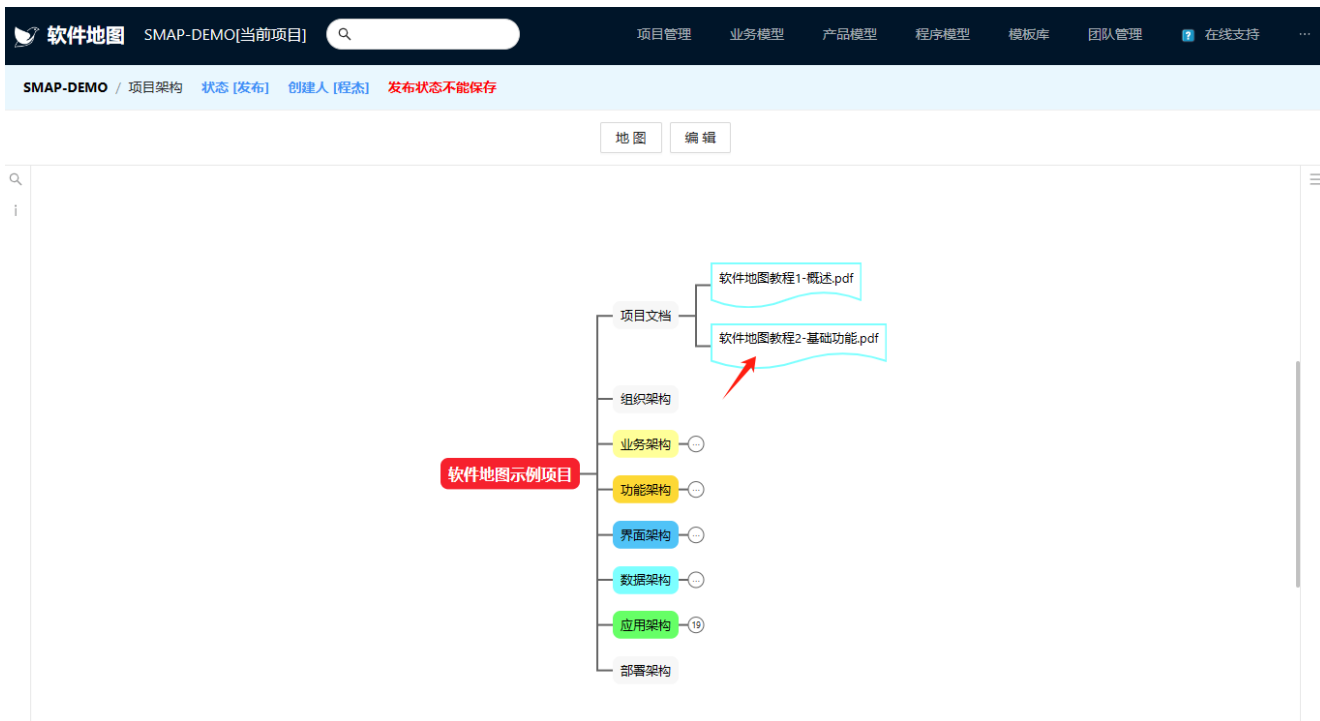 软件地图 SMAP-DEMO[当前项目] 项目管理 业务模型 产品模型 程序模型 模板库 团队管理 ? 在线支持 ···
SMAP-DEMO / 项目架构 状态 [发布] 创建人 [程杰] 发布状态不能保存
地 图 编 辑
i
软件地图教程1-概述.pdf
项目文档
软件地图教程2-基础功能.pdf
组织架构
业务架构 ···
软件地图示例项目
功能架构 ···
界面架构 ···
数据架构 ···
应用架构 19
部署架构